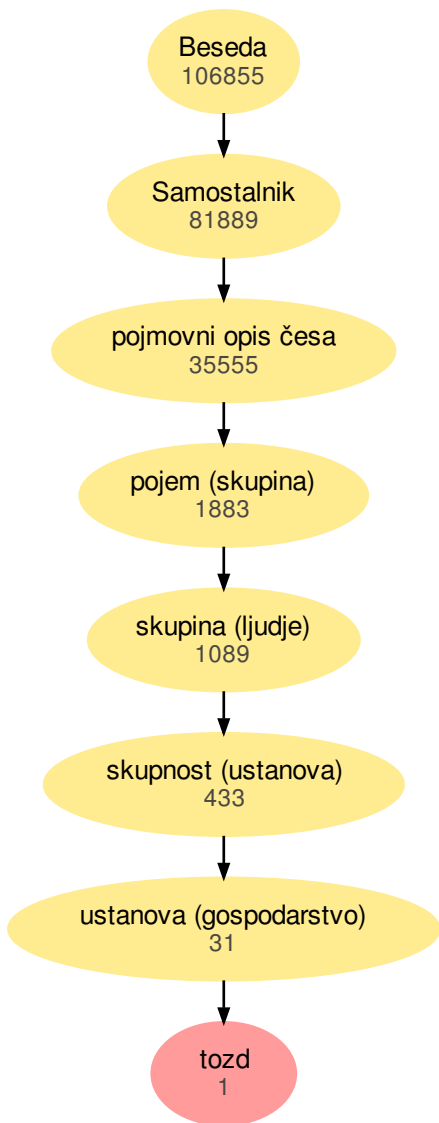 Beseda
106855
Samostalnik
81889
pojmovni opis česa
35555
pojem (skupina)
1883
skupina (ljudje)
1089
skupnost (ustanova)
433
ustanova (gospodarstvo)
31
tozd
1